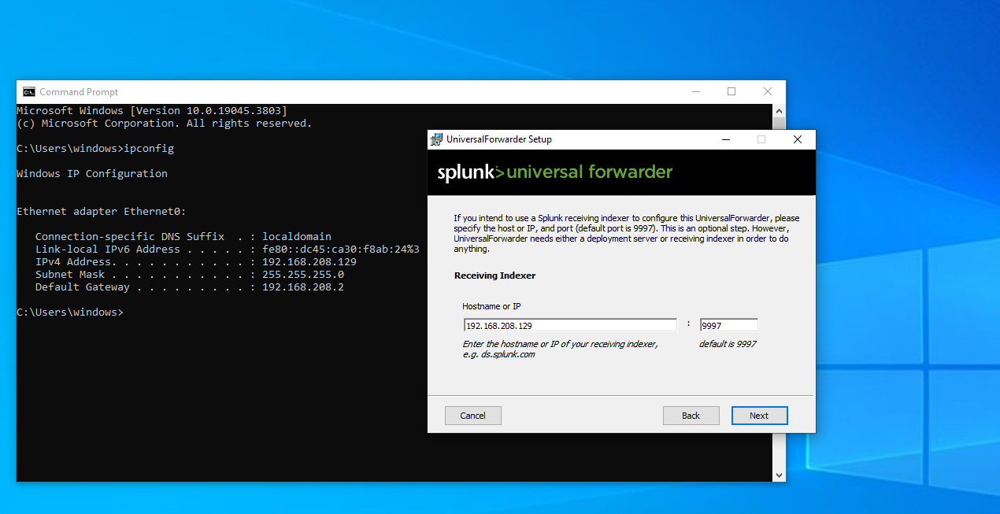 Command Prompt
Microsoft Windows [Version 10.0.19045.3803]
(c) Microsoft Corporation. All rights reserved.
C:\Users\windows>ipconfig
Windows IP Configuration
Ethernet adapter Ethernet0:
Connection-specific DNS Suffix  . : localdomain
Link-local IPv6 Address . . . . . : fe80::dc45:ca30:f8ab:24%3
IPv4 Address. . . . . . . . . . . : 192.168.208.129
Subnet Mask . . . . . . . . . . . : 255.255.255.0
Default Gateway . . . . . . . . . : 192.168.208.2
C:\Users\windows>
UniversalForwarder Setup
splunk>universal forwarder
If you intend to use a Splunk receiving indexer to configure this UniversalForwarder, please
specify the host or IP, and port (default port is 9997). This is an optional step. However,
UniversalForwarder needs either a deployment server or receiving indexer in order to do
anything.
Receiving Indexer
Hostname or IP
192.168.208.129 : 9997
Enter the hostname or IP of your receiving indexer, default is 9997
e.g. ds.splunk.com
Cancel Back Next